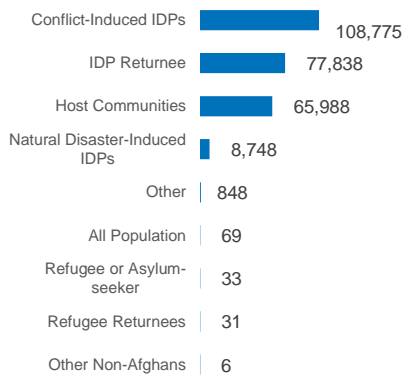 Conflict-Induced IDPs
108,775
IDP Returnee
77,838
Host Communities
65,988
Natural Disaster-Induced
IDPs
8,748
Other
848
All Population
69
Refugee or Asylum-
seeker
33
Refugee Returnees
31
Other Non-Afghans
6